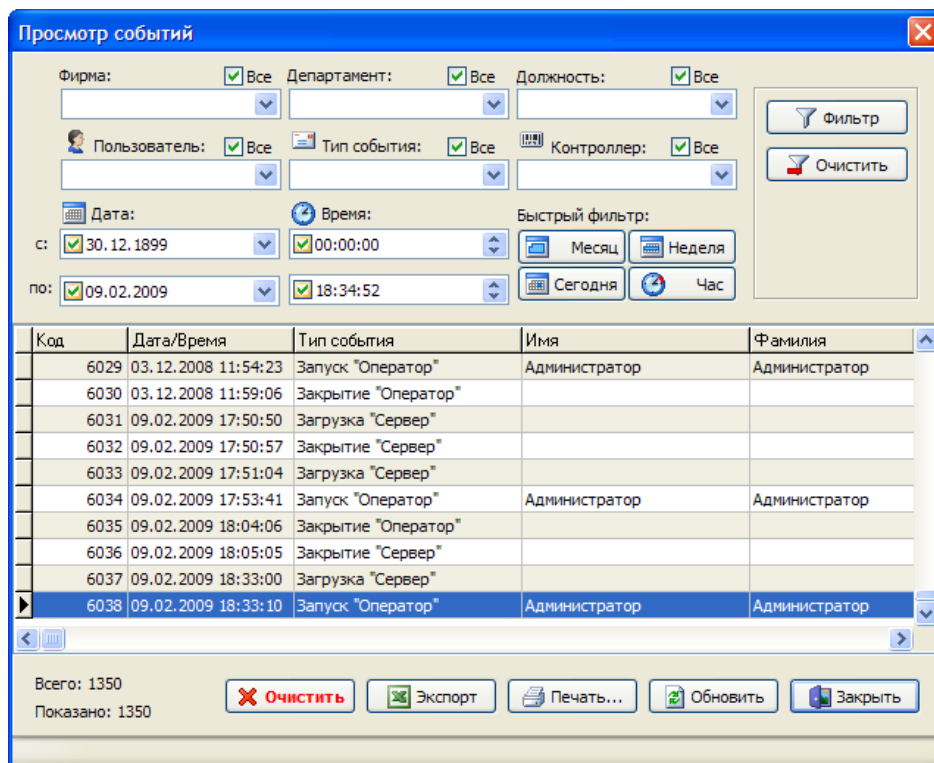 Просмотр событий
Фирма: Все Департамент: Все Должность: Все
Фильтр
Пользователь: Все Тип события: Все Контроллер: Все
Очистить
Дата: Время: Быстрый фильтр:
с: 30.12.1899 00:00:00 Месяц Неделя
по: 09.02.2009 18:34:52 Сегодня Час
Код Дата/Время Тип события Имя Фамилия
6029 03.12.2008 11:54:23 Запуск "Оператор" Администратор Администратор
6030 03.12.2008 11:59:06 Закрытие "Оператор"
6031 09.02.2009 17:50:50 Загрузка "Сервер"
6032 09.02.2009 17:50:57 Закрытие "Сервер"
6033 09.02.2009 17:51:04 Загрузка "Сервер"
6034 09.02.2009 17:53:41 Запуск "Оператор" Администратор Администратор
6035 09.02.2009 18:04:06 Закрытие "Оператор"
6036 09.02.2009 18:05:05 Закрытие "Сервер"
6037 09.02.2009 18:33:00 Загрузка "Сервер"
6038 09.02.2009 18:33:10 Запуск "Оператор" Администратор Администратор
Всего: 1350
Показано: 1350
Очистить Экспорт Печать... Обновить Закрыть